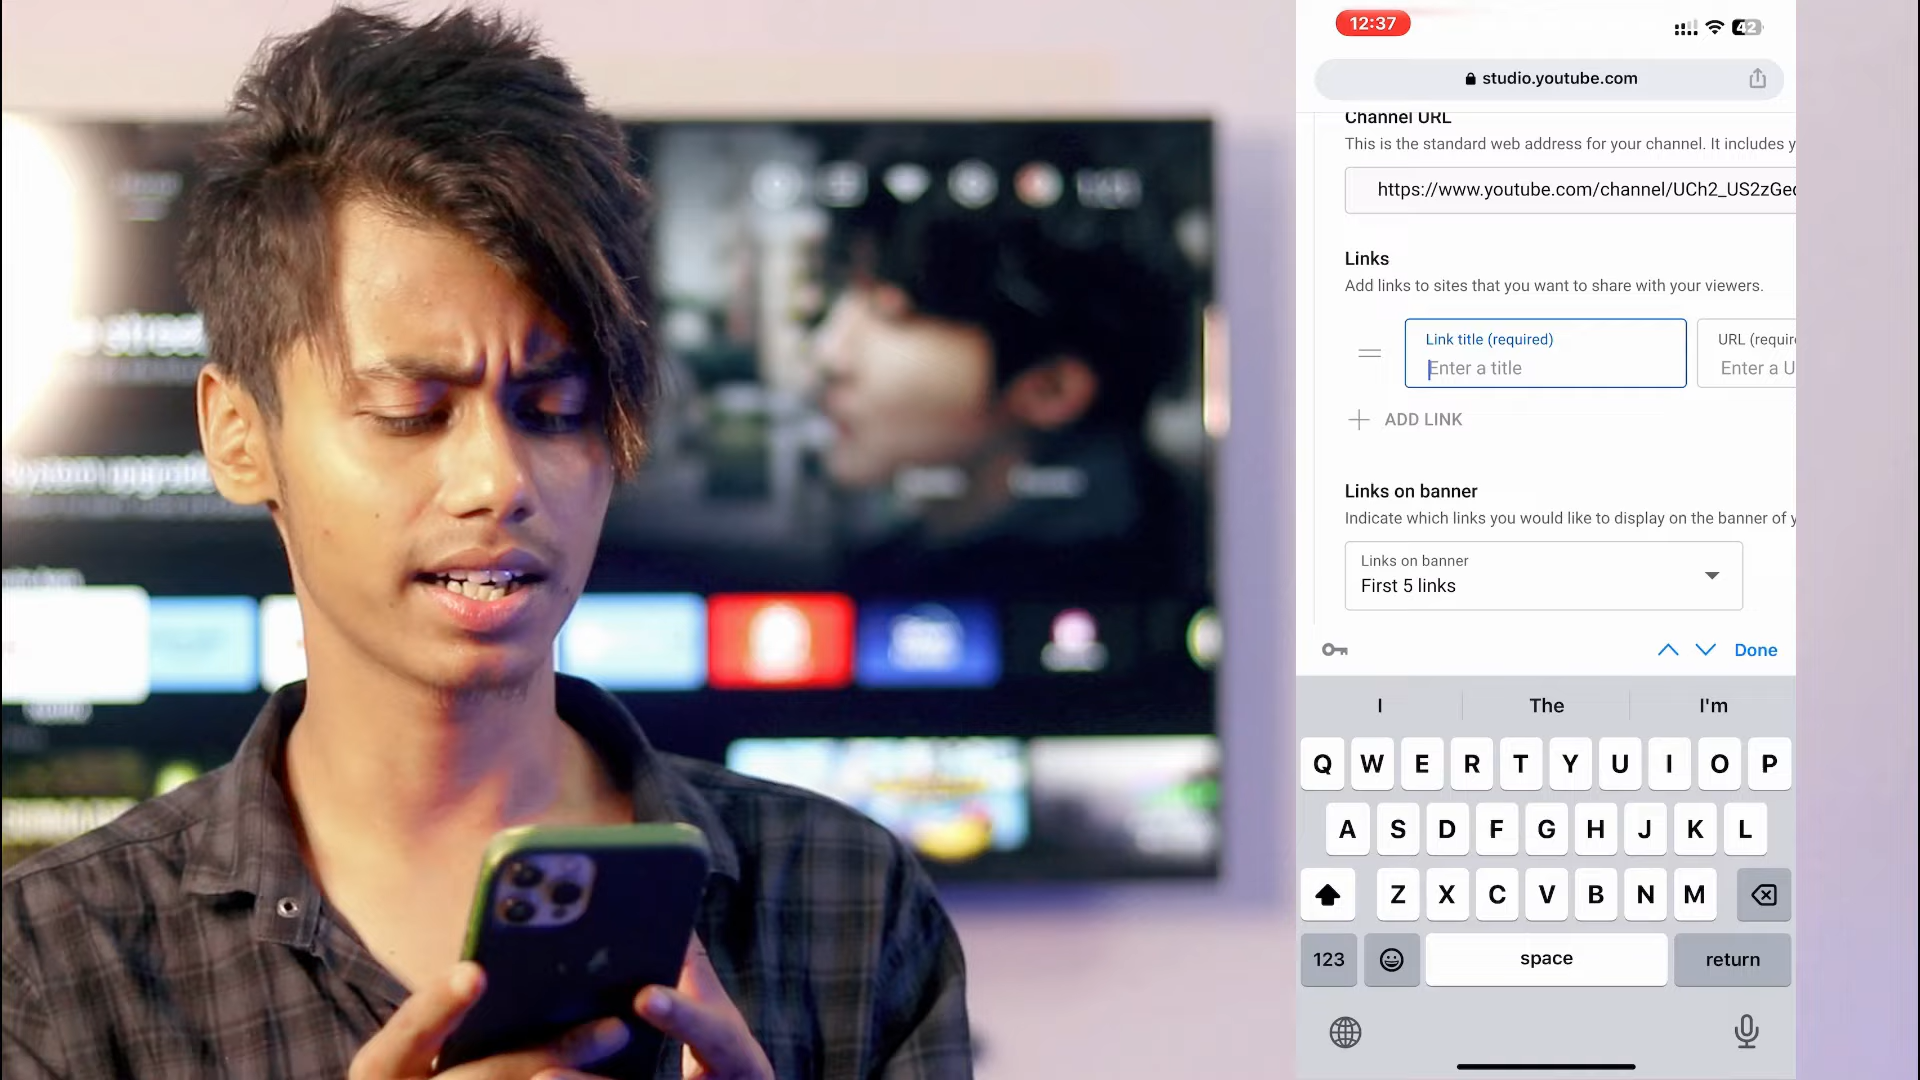 12:37
42
studio.youtube.com
Channel URL
This is the standard web address for your channel. It includes y
https://www.youtube.com/channel/UCh2_US2zGeq
Links
Add links to sites that you want to share with your viewers.
Link title (required)
URL (require
Enter a title
Enter a U
ADD LINK
Links on banner
Indicate which links you would like to display on the banner of y
Links on banner
First 5 links
Done
I The I'm
Q W E R T Y U I O P
A S D F G H J K L
Z X C V B N M
123 space return